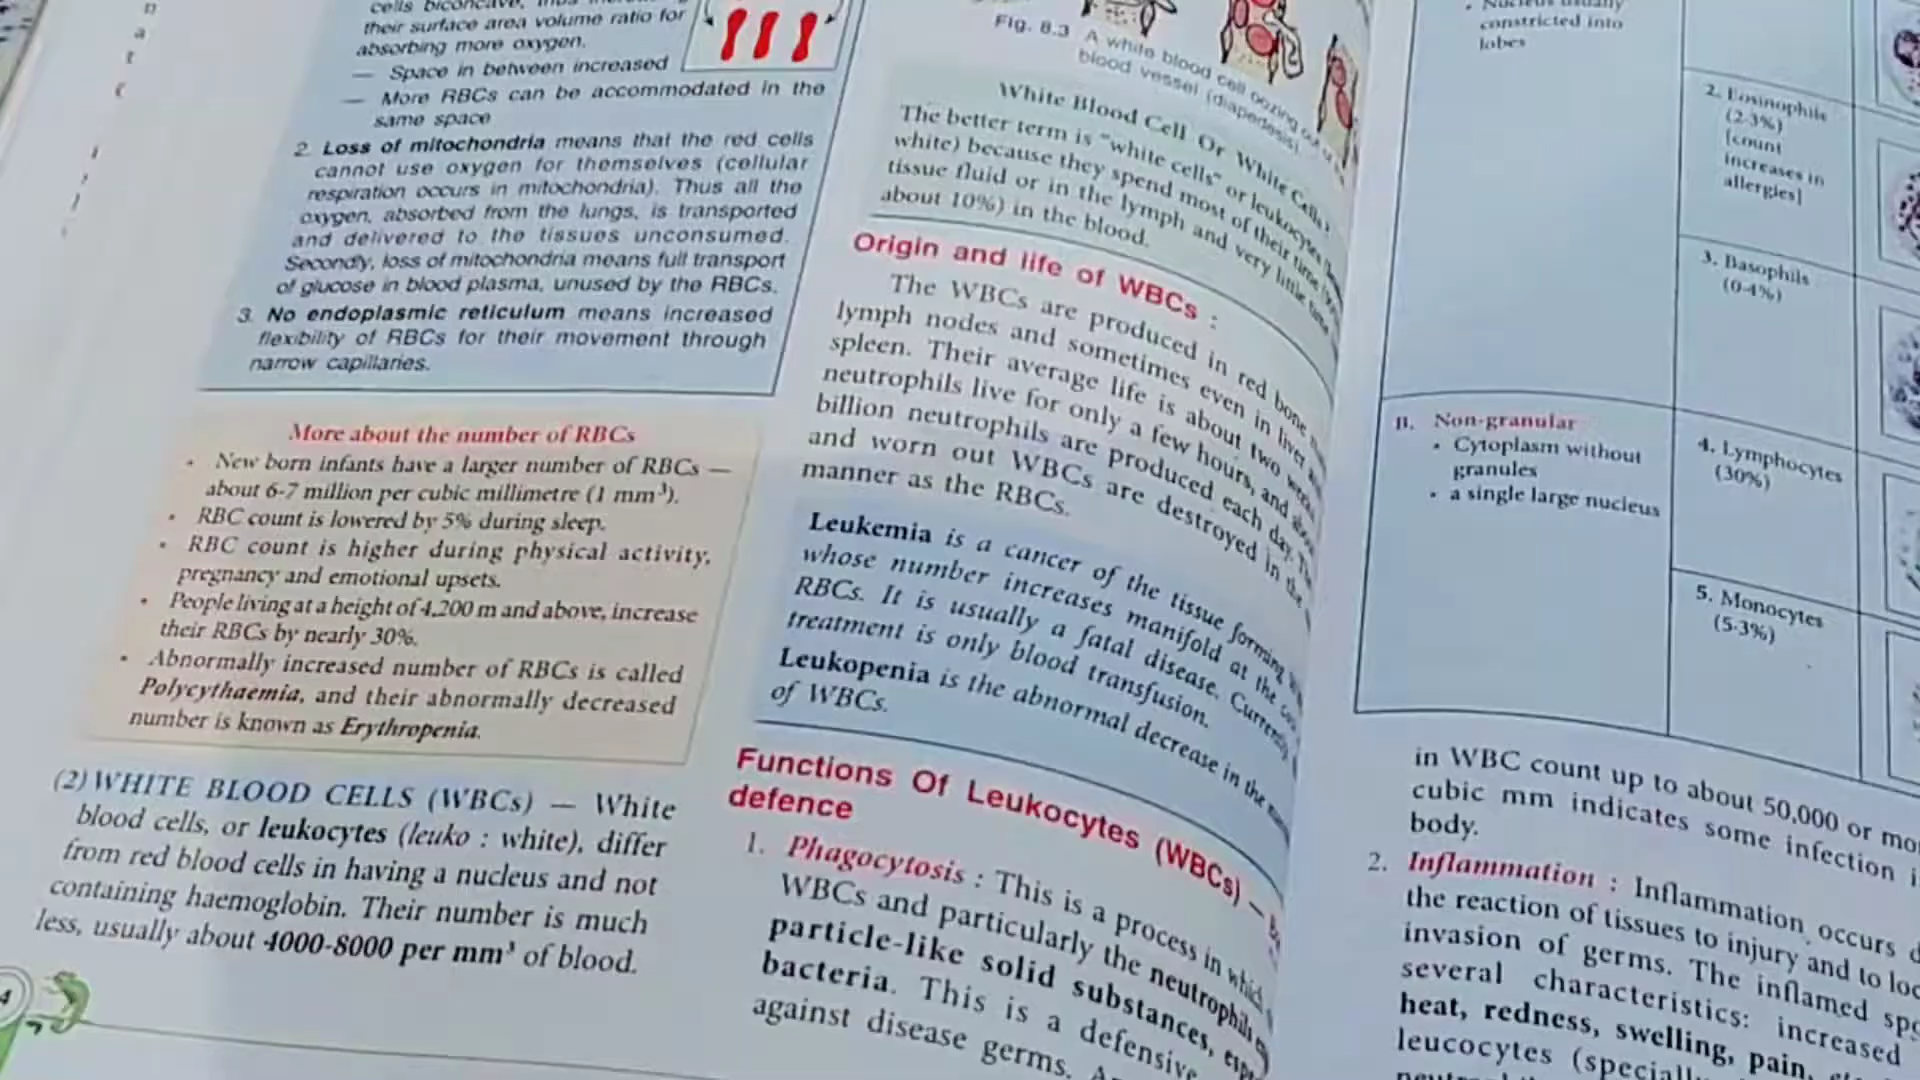 their surface area volume ratio for
absorbing more oxygen.
— Space in between increased
— More RBCs can be accommodated in the
same space
2. Loss of mitochondria means that the red cells
cannot use oxygen for themselves (cellular
respiration occurs in mitochondria). Thus all the
oxygen, absorbed from the lungs, is transported
and delivered to the tissues unconsumed.
Secondly, loss of mitochondria means full transport
of glucose in blood plasma, unused by the RBCs.
3. No endoplasmic reticulum means increased
flexibility of RBCs for their movement through
narrow capillaries.
More about the number of RBCs
• New born infants have a larger number of RBCs —
about 6-7 million per cubic millimetre (1 mm³).
• RBC count is lowered by 5% during sleep.
• RBC count is higher during physical activity,
pregnancy and emotional upsets.
• People living at a height of 4,200 m and above, increase
their RBCs by nearly 30%.
• Abnormally increased number of RBCs is called
Polycythaemia, and their abnormally decreased
number is known as Erythropenia.
(2) WHITE BLOOD CELLS (WBCs) — White
blood cells, or leukocytes (leuko : white), differ
from red blood cells in having a nucleus and not
containing haemoglobin. Their number is much
less, usually about 4000-8000 per mm³ of blood.
4
Fig. 8.3 A white blood cell oozing out
blood vessel (diapedesis).
White Blood Cell Or White Cells?
The better term is "white cells" or leukocytes
white) because they spend most of their time
tissue fluid or in the lymph and very little time
about 10%) in the blood.
Origin and life of WBCs :
The WBCs are produced in red bone
lymph nodes and sometimes even in liver and
spleen. Their average life is about two weeks
neutrophils live for only a few hours, and about
billion neutrophils are produced each day. The
and worn out WBCs are destroyed in the
manner as the RBCs.
Leukemia is a cancer of the tissue forming
whose number increases manifold at the
RBCs. It is usually a fatal disease. Currently
treatment is only blood transfusion.
Leukopenia is the abnormal decrease in the
of WBCs.
Functions Of Leukocytes (WBCs) —
defence
1. Phagocytosis : This is a process in which
WBCs and particularly the neutrophils
particle-like solid substances,
bacteria. This is a defensive
against disease germs.
• Nucleus usually
constricted into
lobes
2. Eosinophils
(2·3%)
[count
increases in
allergies]
3. Basophils
(0·4%)
B. Non-granular
• Cytoplasm without
granules
• a single large nucleus
4. Lymphocytes
(30%)
5. Monocytes
(5·3%)
in WBC count up to about 50,000 or
cubic mm indicates some infection
body.
2. Inflammation : Inflammation occurs
the reaction of tissues to injury and to
invasion of germs. The inflamed
several characteristics: increased
heat, redness, swelling, pain,
leucocytes